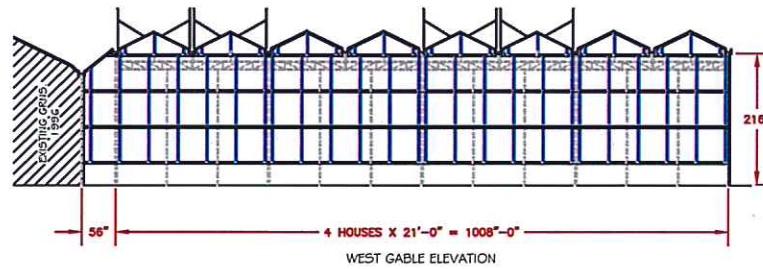 EXISTING GRHS
1996
216"
56"
4 HOUSES X 21'-0" = 1008"-0"
WEST GABLE ELEVATION